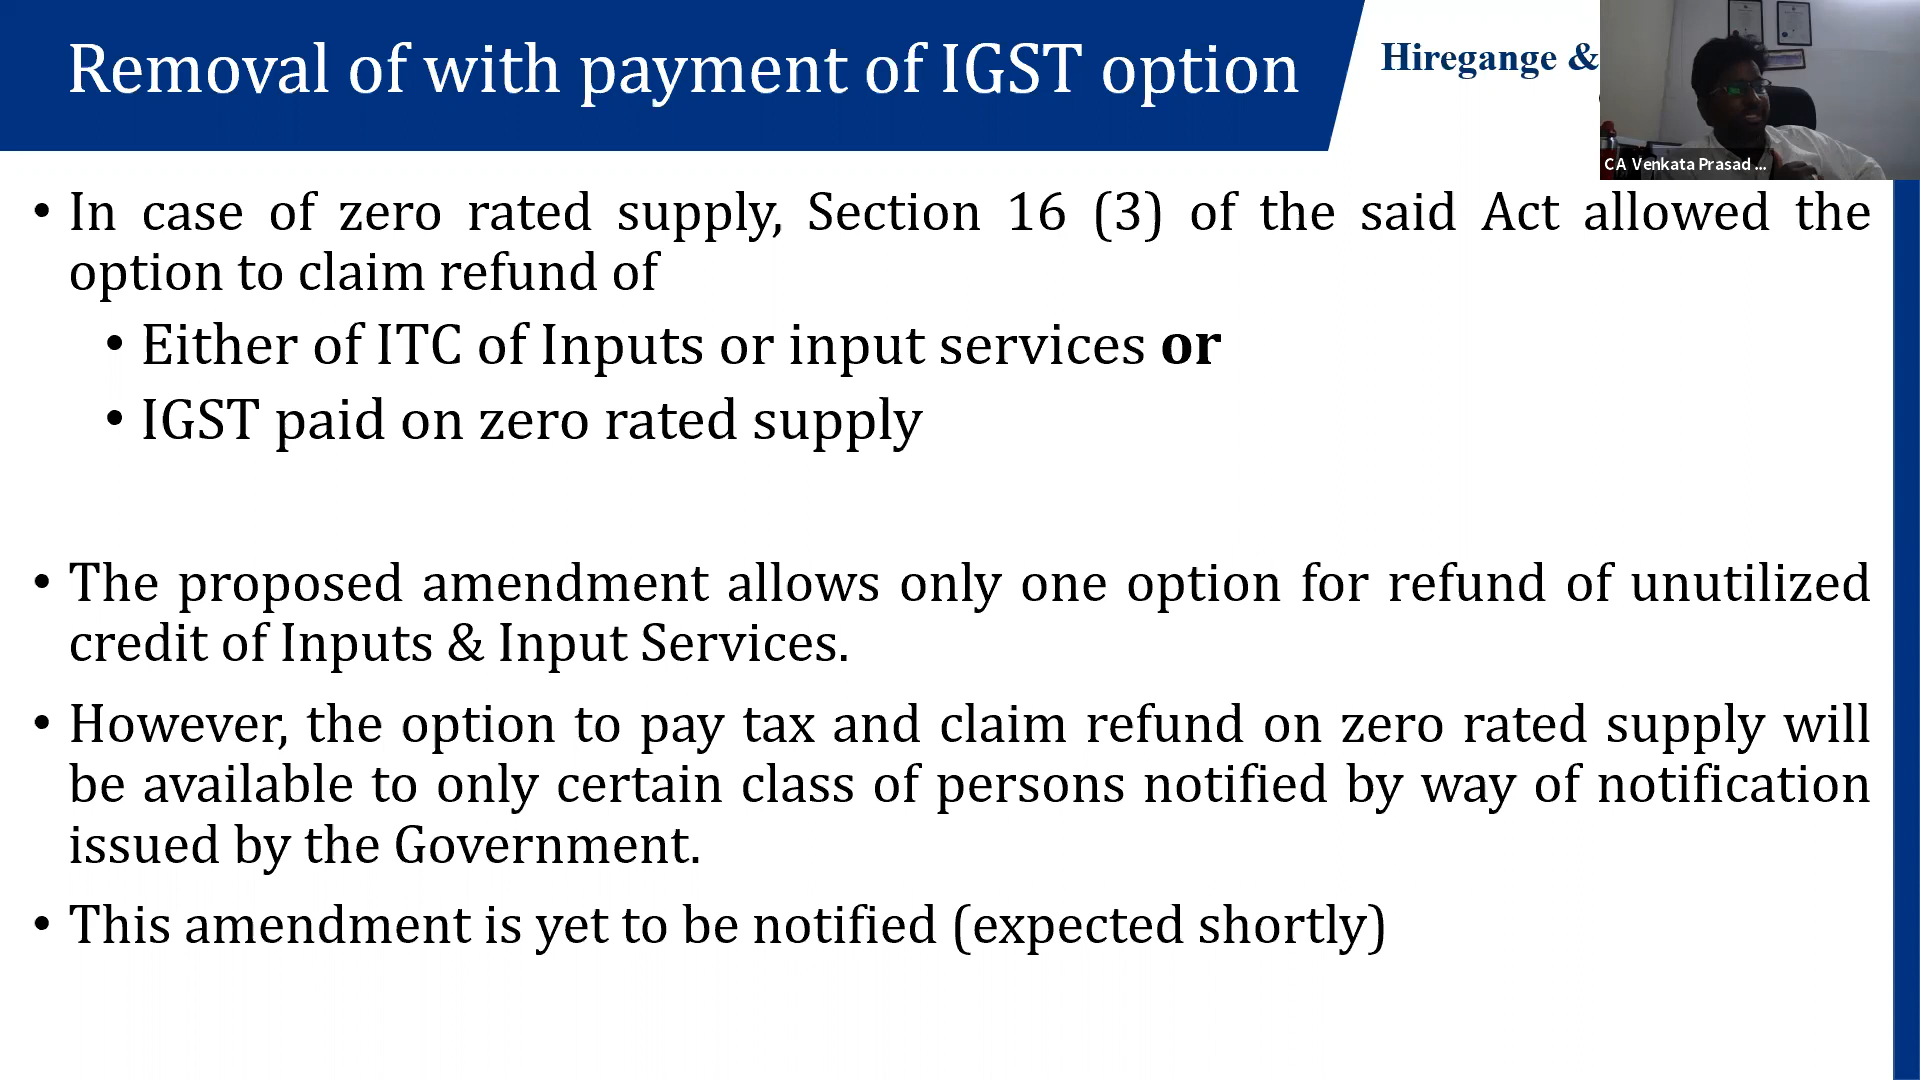 Removal of with payment of IGST option
Hiregange &
CA Venkata Prasad ...
• In case of zero rated supply, Section 16 (3) of the said Act allowed the
option to claim refund of
• Either of ITC of Inputs or input services or
• IGST paid on zero rated supply
• The proposed amendment allows only one option for refund of unutilized
credit of Inputs & Input Services.
• However, the option to pay tax and claim refund on zero rated supply will
be available to only certain class of persons notified by way of notification
issued by the Government.
• This amendment is yet to be notified (expected shortly)